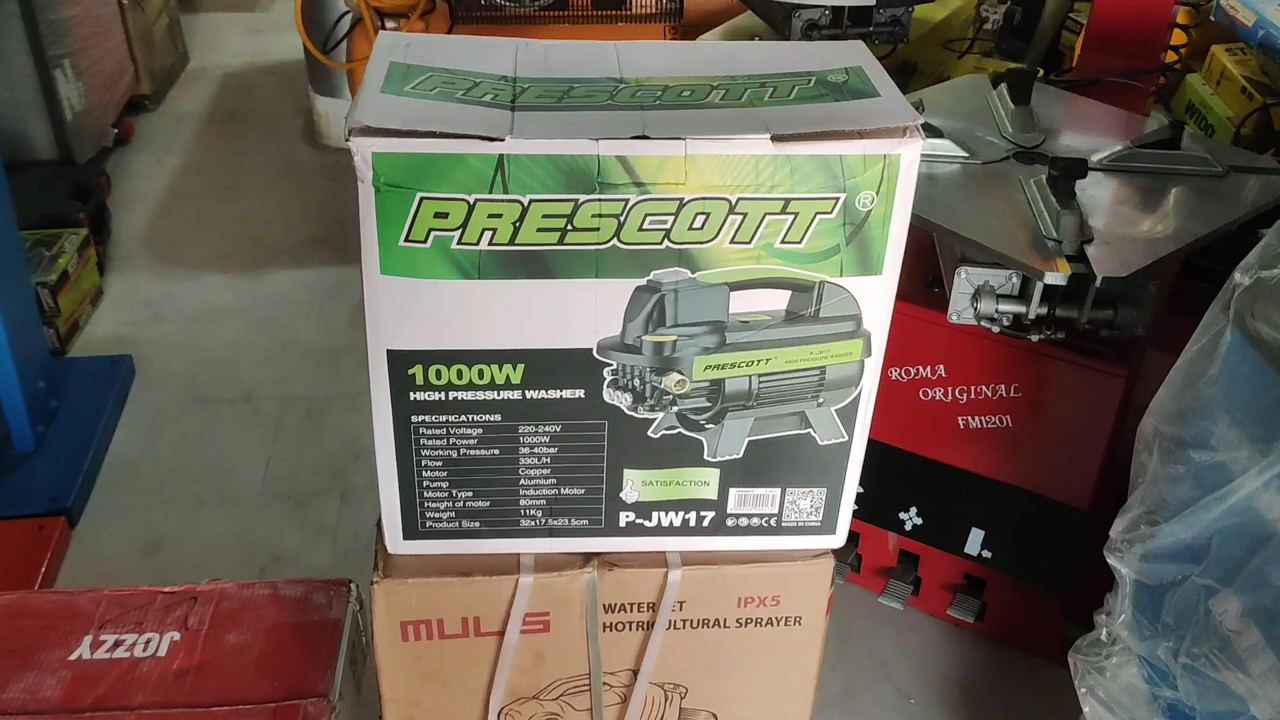 PRESCOTT ®
PRESCOTT ®
1000W
HIGH PRESSURE WASHER
SPECIFICATIONS
Rated Voltage 220-240V
Rated Power 1000W
Working Pressure 36-40bar
Flow 330L/H
Motor Copper
Pump Alumium
Motor Type Induction Motor
Height of motor 80mm
Weight 11Kg
Product Size 32x17.5x23.5cm
PRESCOTT®
P-JW17
HIGH PRESSURE WASHER
SATISFACTION
P-JW17
MADE IN CHINA
ROMA
ORIGINAL
FM1201
WIDO
JOZZY
MULS
WATER JET IPX5
HOTRICULTURAL SPRAYER